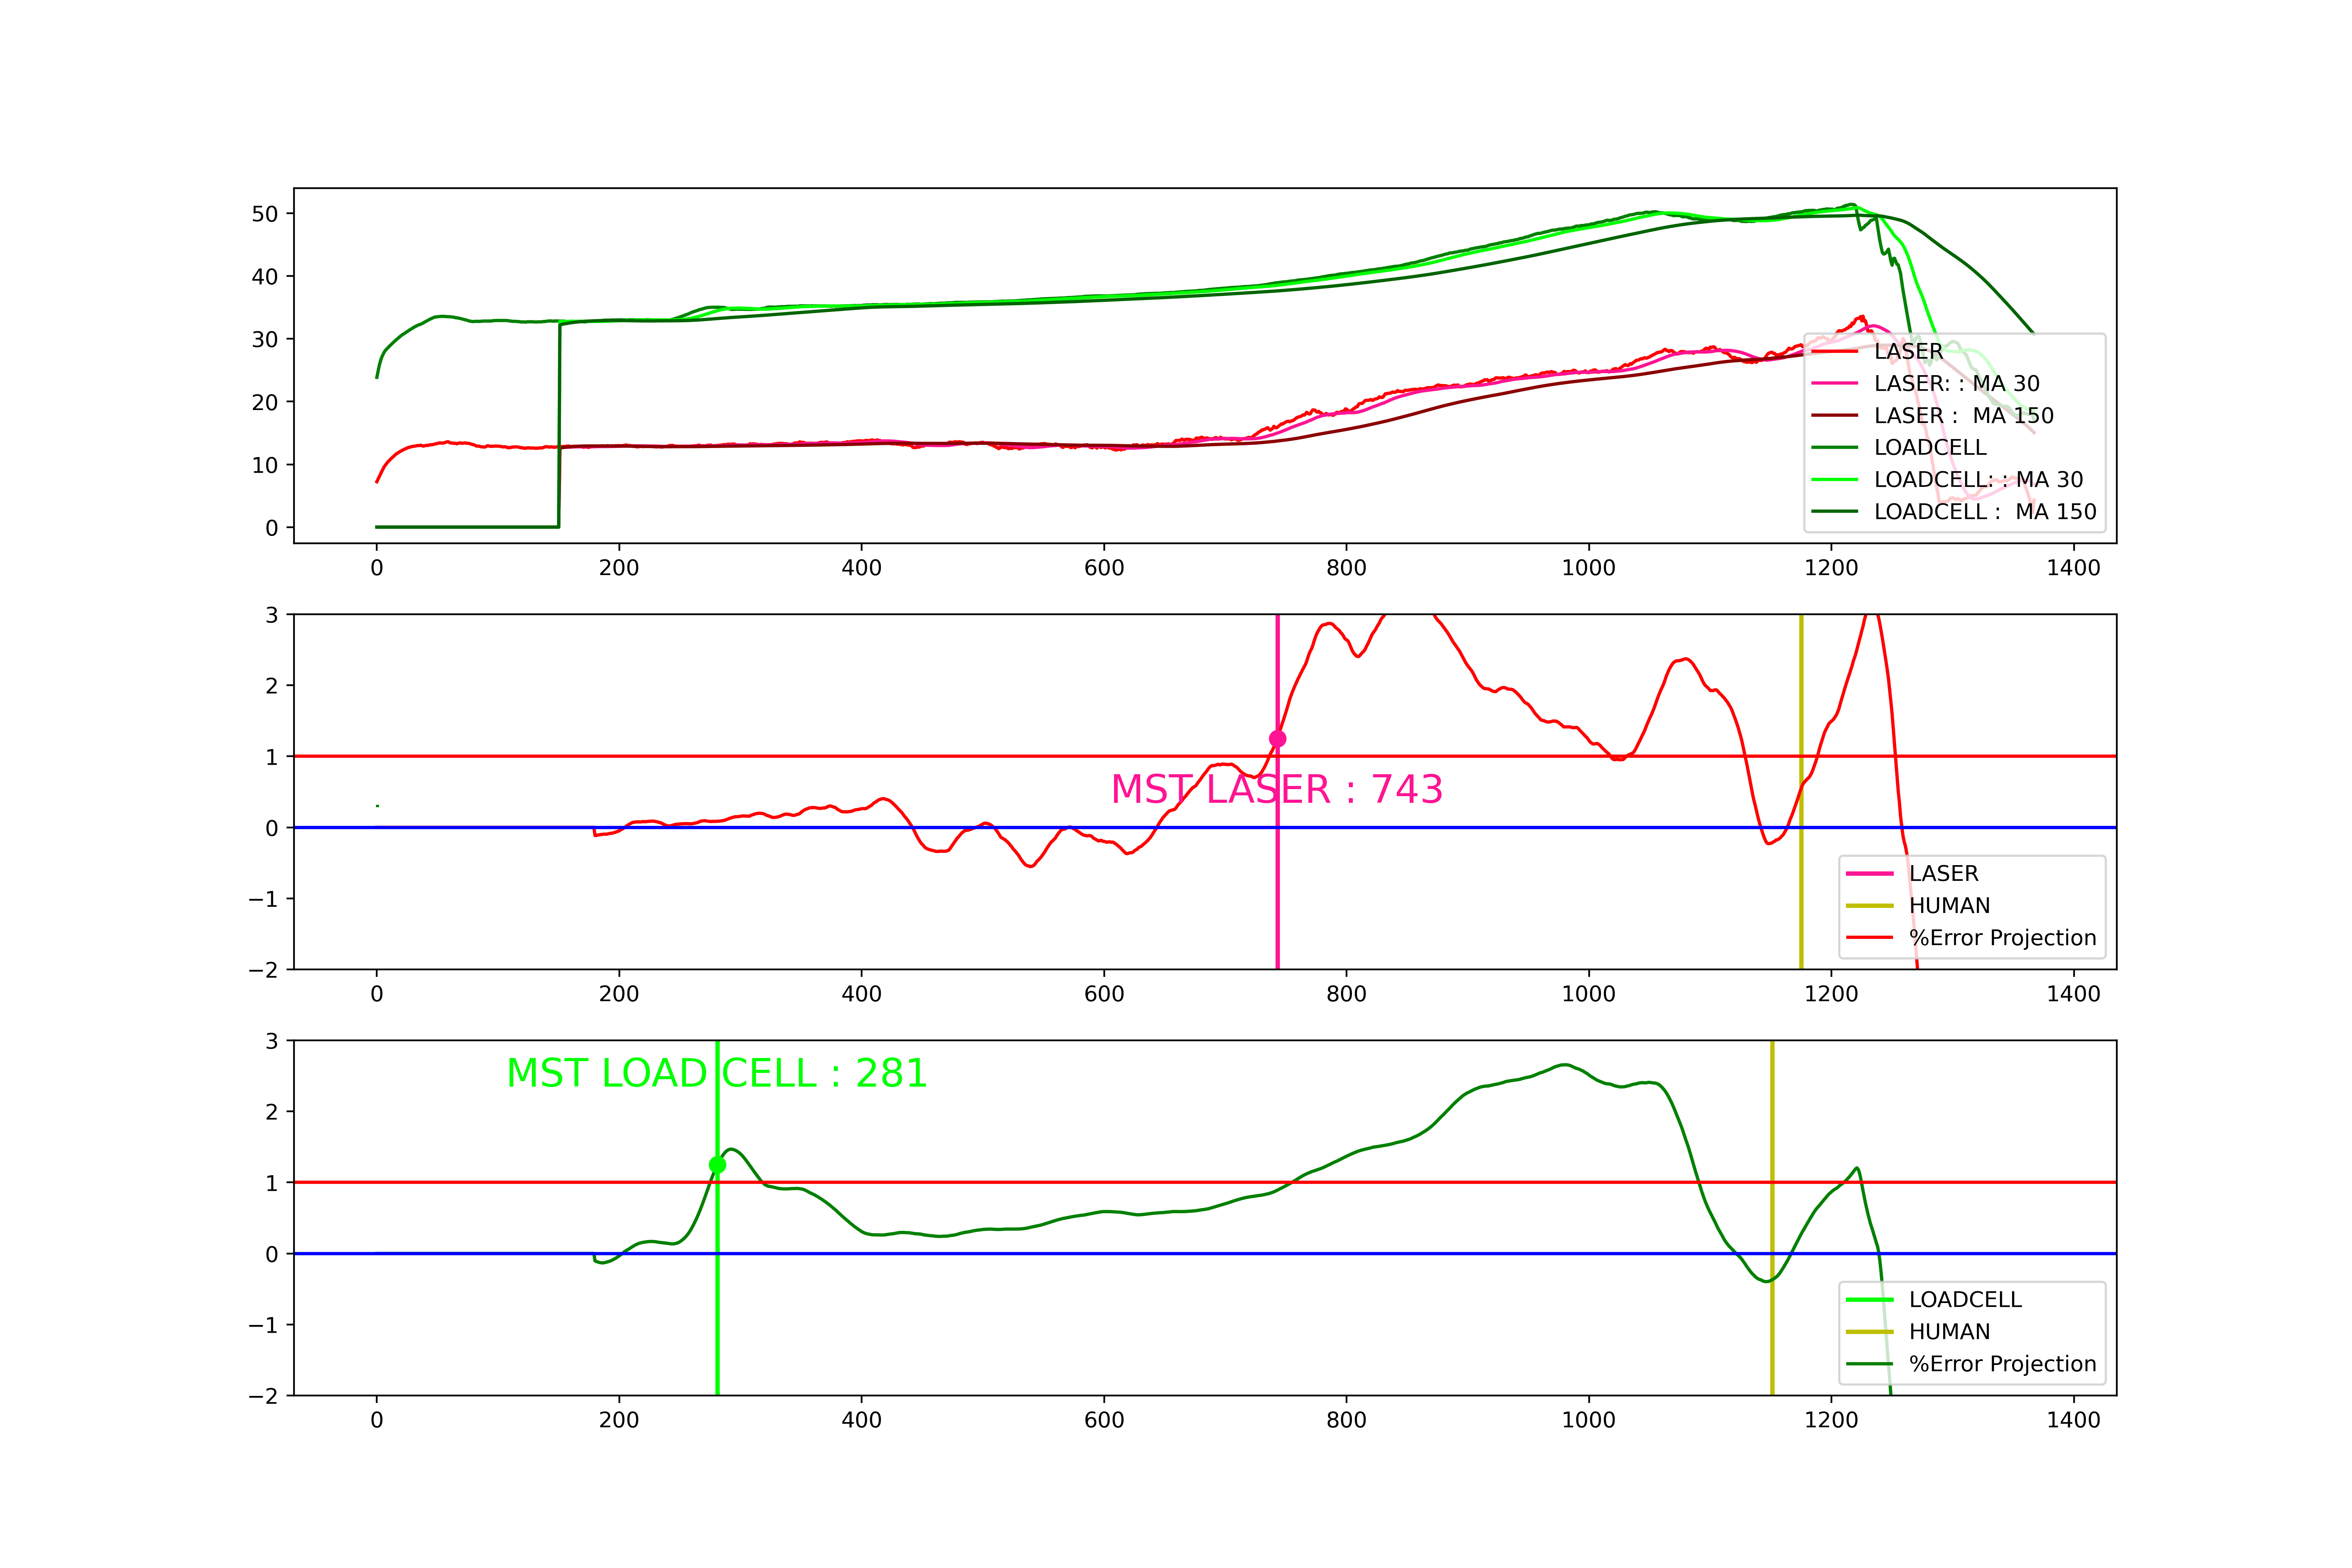 50
40
30
20
10
0
LASER
LASER: : MA 30
LASER :  MA 150
LOADCELL
LOADCELL: : MA 30
LOADCELL :  MA 150
0 200 400 600 800 1000 1200 1400
3
2
1
0
−1
−2
MST LASER : 743
LASER
HUMAN
%Error Projection
0 200 400 600 800 1000 1200 1400
3
2
1
0
−1
−2
MST LOAD CELL : 281
LOADCELL
HUMAN
%Error Projection
0 200 400 600 800 1000 1200 1400